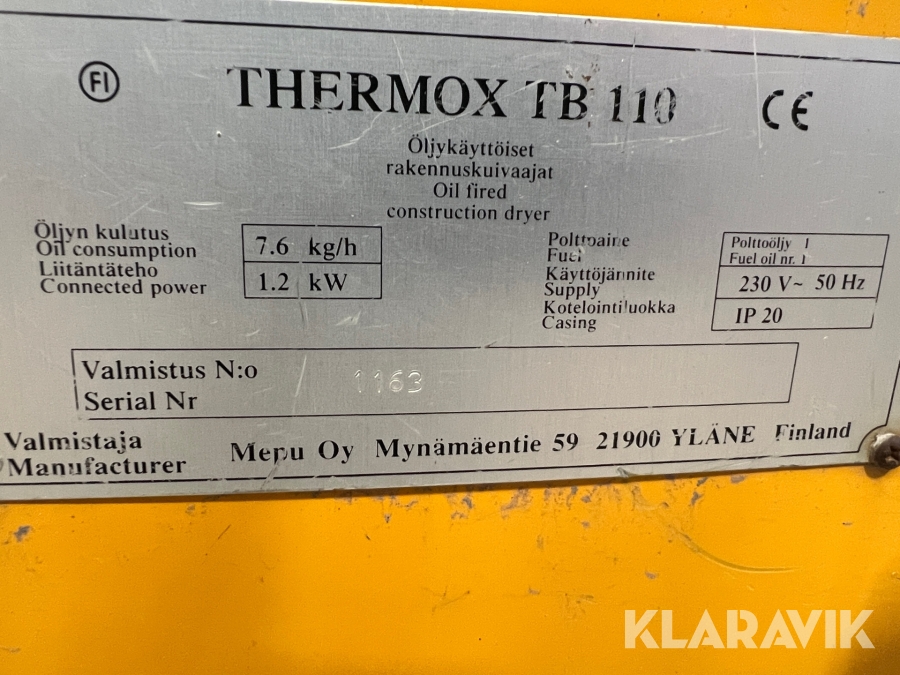 FI THERMOX TB 110 CE
Öljykäyttöiset
rakennuskuivaajat
Oil fired
construction dryer
Öljyn kulutus
Oil consumption
7.6 kg/h
Liitäntäteho
Connected power
1.2 kW
Polttoaine
Fuel
Polttoöljy 1
Fuel oil nr. 1
Käyttöjännite
Supply
230 V~ 50 Hz
Kotelointiluokka
Casing
IP 20
Valmistus N:o
Serial Nr
1163
Valmistaja
Manufacturer
Mepu Oy Mynämäentie 59 21900 YLÄNE Finland
KLARAVIK